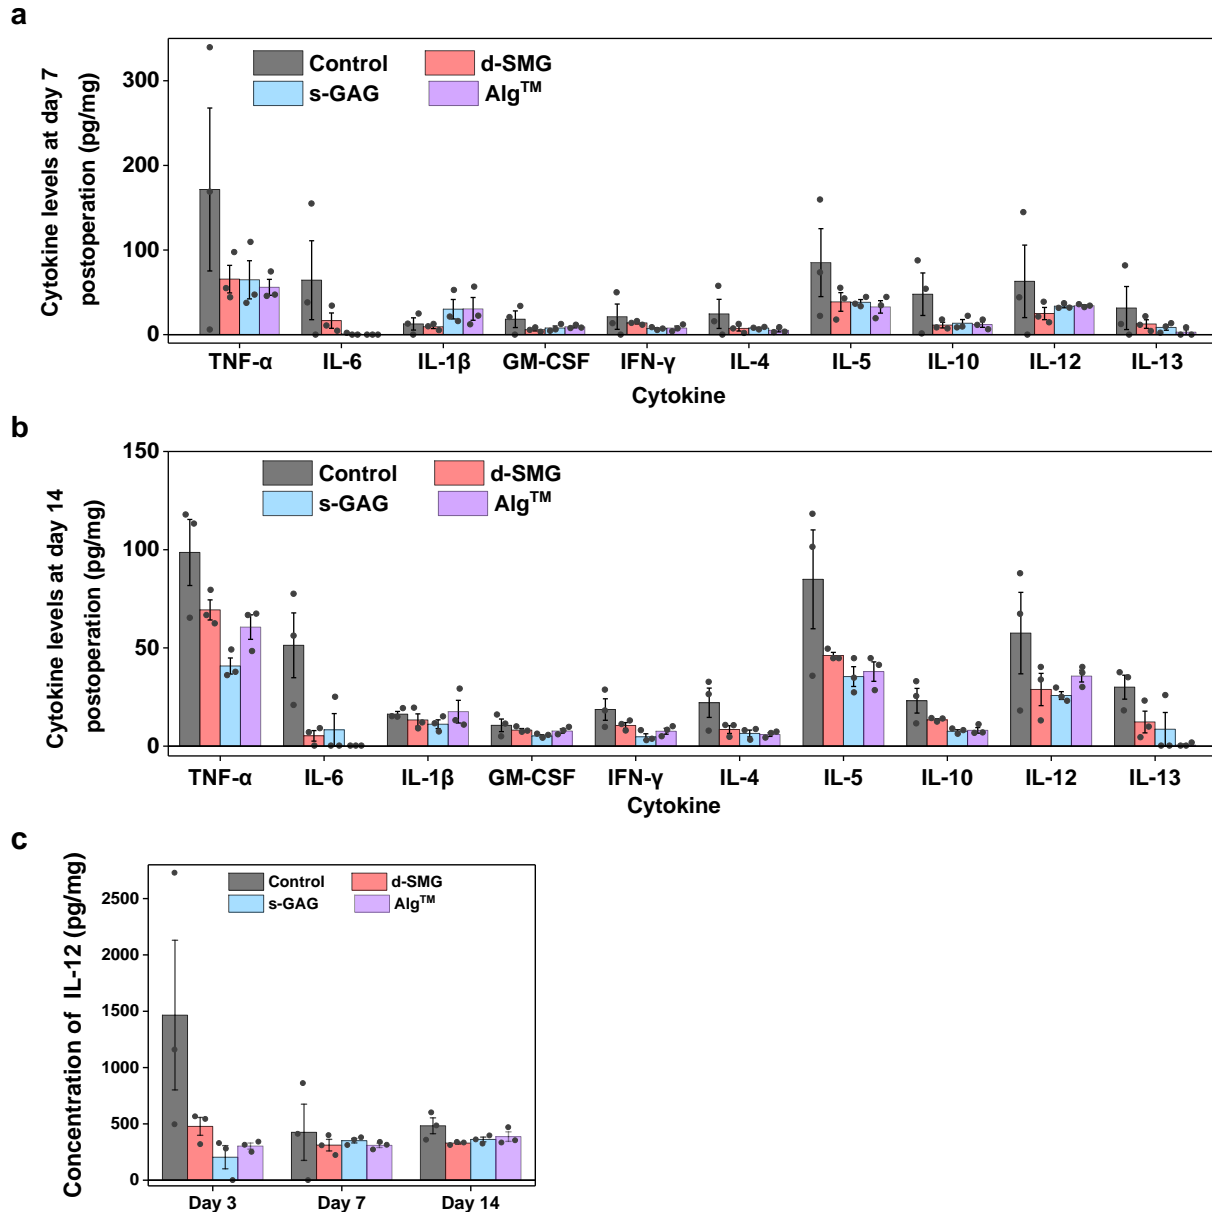 a
Cytokine levels at day 7
postoperation (pg/mg)
300
200
100
0
Control
d-SMG
s-GAG
Alg™
TNF-α IL-6 IL-1β GM-CSF IFN-γ IL-4 IL-5 IL-10 IL-12 IL-13
Cytokine
b
Cytokine levels at day 14
postoperation (pg/mg)
150
100
50
0
Control
d-SMG
s-GAG
Alg™
TNF-α IL-6 IL-1β GM-CSF IFN-γ IL-4 IL-5 IL-10 IL-12 IL-13
Cytokine
c
Concentration of IL-12 (pg/mg)
2500
2000
1500
1000
500
0
Control
d-SMG
s-GAG
Alg™
Day 3 Day 7 Day 14